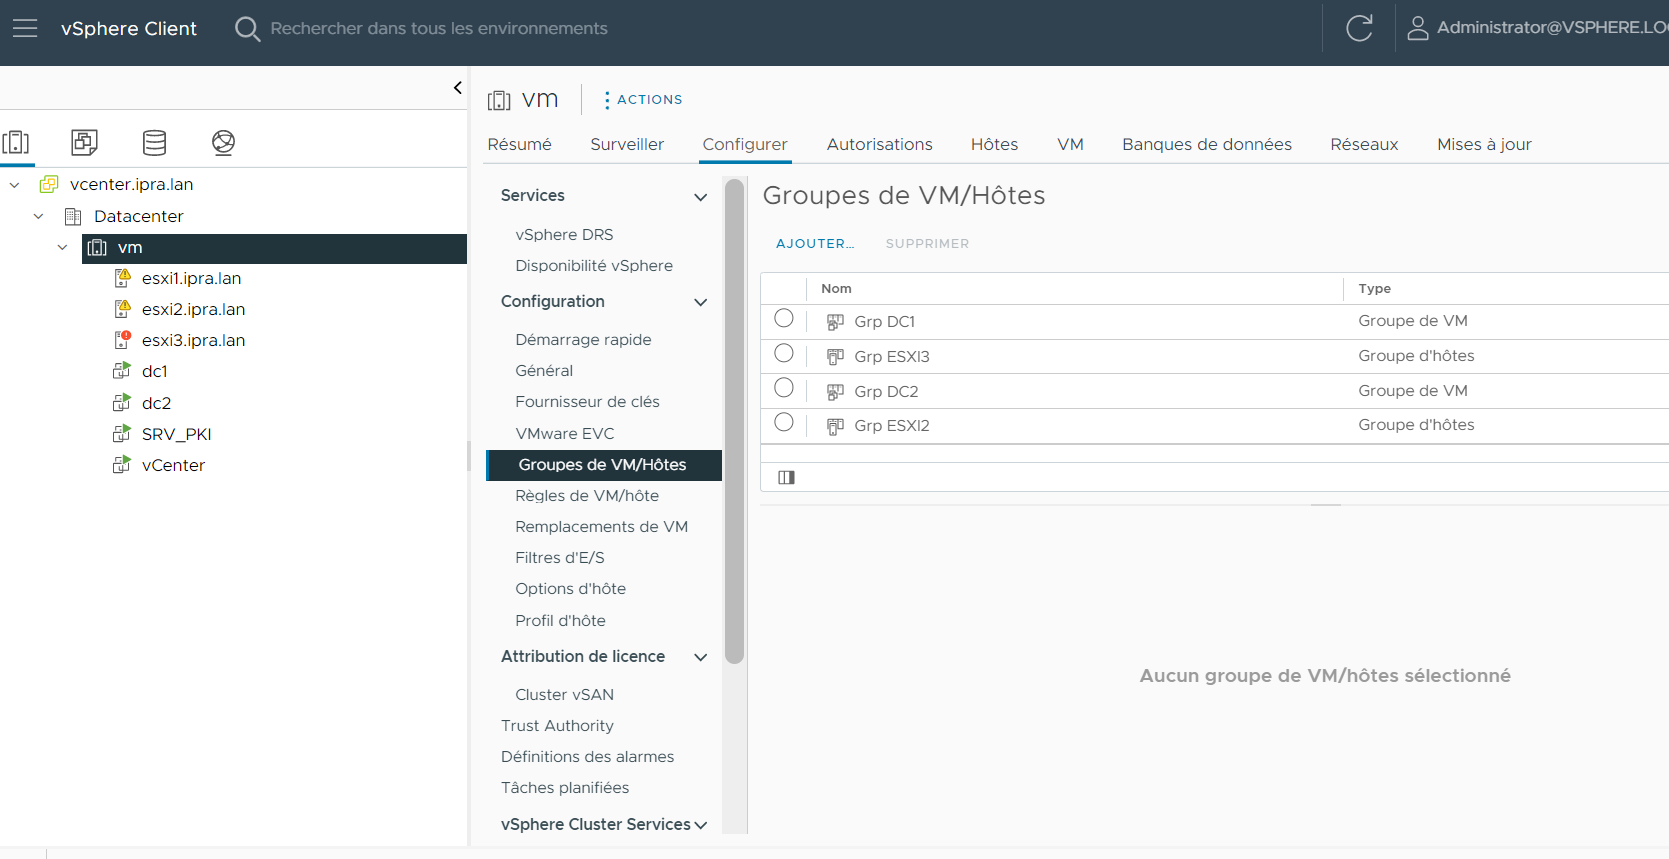 vSphere Client
Rechercher dans tous les environnements
Administrator@VSPHERE.LO
vcenter.ipra.lan
Datacenter
vm
esxi1.ipra.lan
esxi2.ipra.lan
esxi3.ipra.lan
dc1
dc2
SRV_PKI
vCenter
vm
ACTIONS
Résumé Surveiller Configurer Autorisations Hôtes VM Banques de données Réseaux Mises à jour
Services
vSphere DRS
Disponibilité vSphere
Configuration
Démarrage rapide
Général
Fournisseur de clés
VMware EVC
Groupes de VM/Hôtes
Règles de VM/hôte
Remplacements de VM
Filtres d'E/S
Options d'hôte
Profil d'hôte
Attribution de licence
Cluster vSAN
Trust Authority
Définitions des alarmes
Tâches planifiées
vSphere Cluster Services
Groupes de VM/Hôtes
AJOUTER... SUPPRIMER
Nom Type
Grp DC1 Groupe de VM
Grp ESXI3 Groupe d'hôtes
Grp DC2 Groupe de VM
Grp ESXI2 Groupe d'hôtes
Aucun groupe de VM/hôtes sélectionné